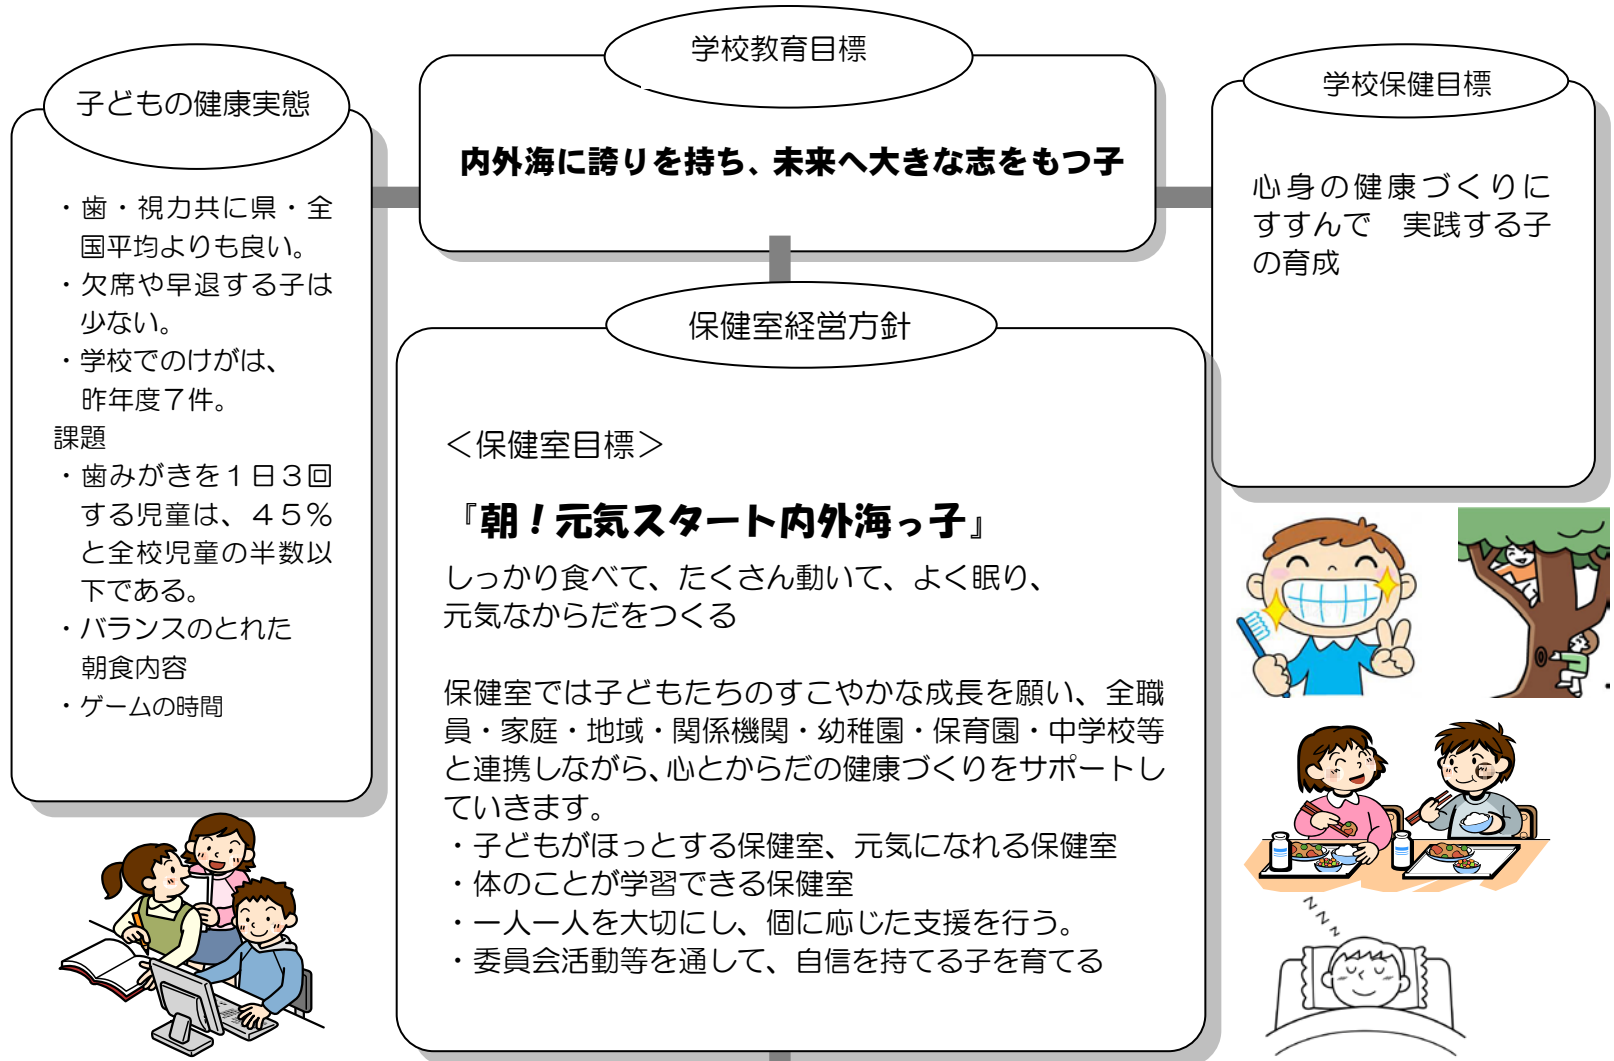 学校教育目標
内外海に誇りを持ち、未来へ大きな志をもつ子
子どもの健康実態
・歯・視力共に県・全
国平均よりも良い。
・欠席や早退する子は
少ない。
・学校でのけがは、
昨年度７件。
課題
・歯みがきを１日３回
する児童は、４５％
と全校児童の半数以
下である。
・バランスのとれた
朝食内容
・ゲームの時間
学校保健目標
心身の健康づくりに
すすんで　実践する子
の育成
保健室経営方針
＜保健室目標＞
『朝！元気スタート内外海っ子』
しっかり食べて、たくさん動いて、よく眠り、
元気なからだをつくる
保健室では子どもたちのすこやかな成長を願い、全職
員・家庭・地域・関係機関・幼稚園・保育園・中学校等
と連携しながら、心とからだの健康づくりをサポートし
ていきます。
・子どもがほっとする保健室、元気になれる保健室
・体のことが学習できる保健室
・一人一人を大切にし、個に応じた支援を行う。
・委員会活動等を通して、自信を持てる子を育てる
Z Z Z Z